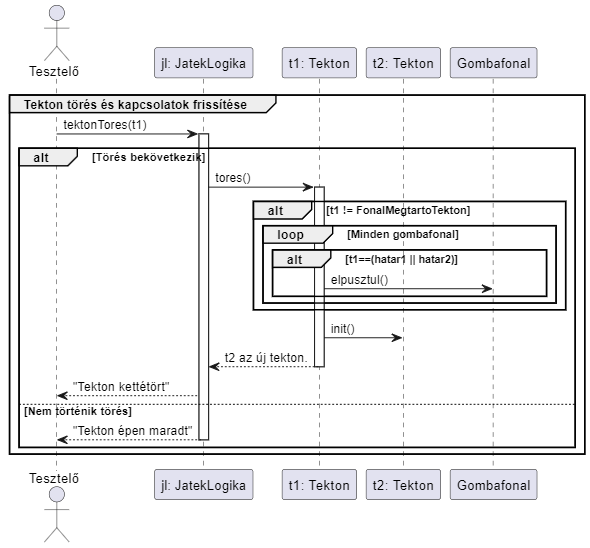 Tesztelő
jl: JatekLogika
t1: Tekton
t2: Tekton
Gombafonal
Tekton törés és kapcsolatok frissítése
tektonTores(t1)
alt
[Törés bekövetkezik]
tores()
alt
[t1 != FonalMegtartoTekton]
loop
[Minden gombafonal]
alt
[t1==(hatar1 || hatar2)]
elpusztul()
init()
t2 az új tekton.
"Tekton kettétört"
[Nem történik törés]
"Tekton épen maradt"
Tesztelő
jl: JatekLogika
t1: Tekton
t2: Tekton
Gombafonal